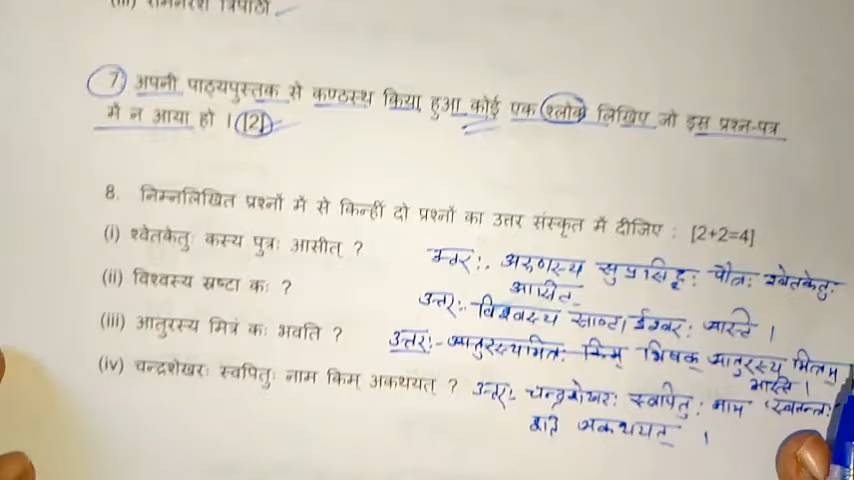 (iii) रामनरेश त्रिपाठी
7. अपनी पाठ्यपुस्तक से कण्ठस्थ किया हुआ कोई एक श्लोक लिखिए जो इस प्रश्न-पत्र
में न आया हो । [2]
8. निम्नलिखित प्रश्नों में से किन्हीं दो प्रश्नों का उत्तर संस्कृत में दीजिए : [2+2=4]
(i) श्वेतकेतुः कस्य पुत्रः आसीत् ?
उत्तर:. अरुणस्य सुप्रसिद्धः पौत्रः श्वेतकेतुः
आसीत्
(ii) विश्वस्य स्रष्टा कः ?
उत्तर:- विश्वस्य स्रष्टा ईश्वरः अस्ति ।
(iii) आतुरस्य मित्रं कः भवति ?
उत्तर:- किम् भिषक् आतुरस्य मित्रम्
अस्ति ।
(iv) चन्द्रशेखरः स्वपितुः नाम किम् अकथयत् ?
उत्तर:. चन्द्रशेखरः स्वपितुः नाम 'स्वतन्त्रः
इति अकथयत् ।